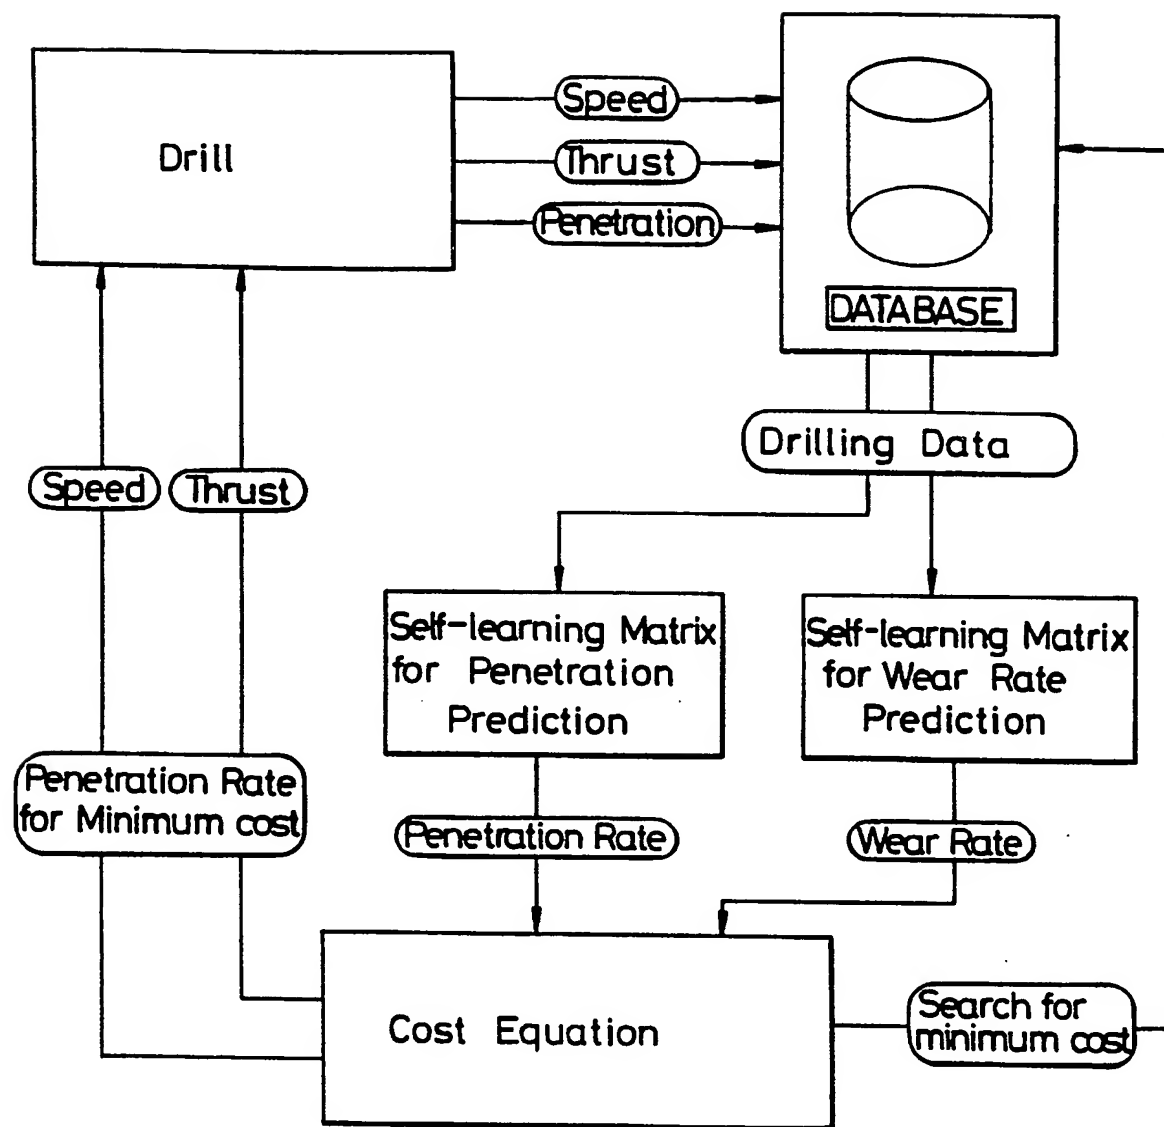 Drill
Speed
Thrust
Penetration
DATABASE
Drilling Data
Speed
Thrust
Self-learning Matrix
for Penetration
Prediction
Self-learning Matrix
for Wear Rate
Prediction
Penetration Rate
for Minimum cost
Penetration Rate
Wear Rate
Cost Equation
Search for
minimum cost